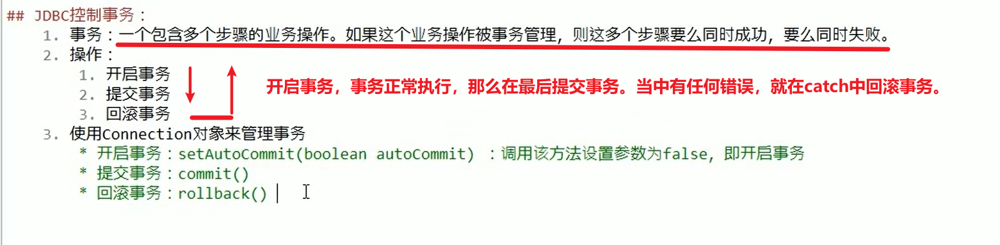 ## JDBC控制事务：
1. 事务：一个包含多个步骤的业务操作。如果这个业务操作被事务管理，则这多个步骤要么同时成功，要么同时失败。
2. 操作：
1. 开启事务
2. 提交事务
3. 回滚事务
开启事务，事务正常执行，那么在最后提交事务。当中有任何错误，就在catch中回滚事务。
3. 使用Connection对象来管理事务
* 开启事务：setAutoCommit(boolean autoCommit) ：调用该方法设置参数为false，即开启事务
* 提交事务：commit()
* 回滚事务：rollback()